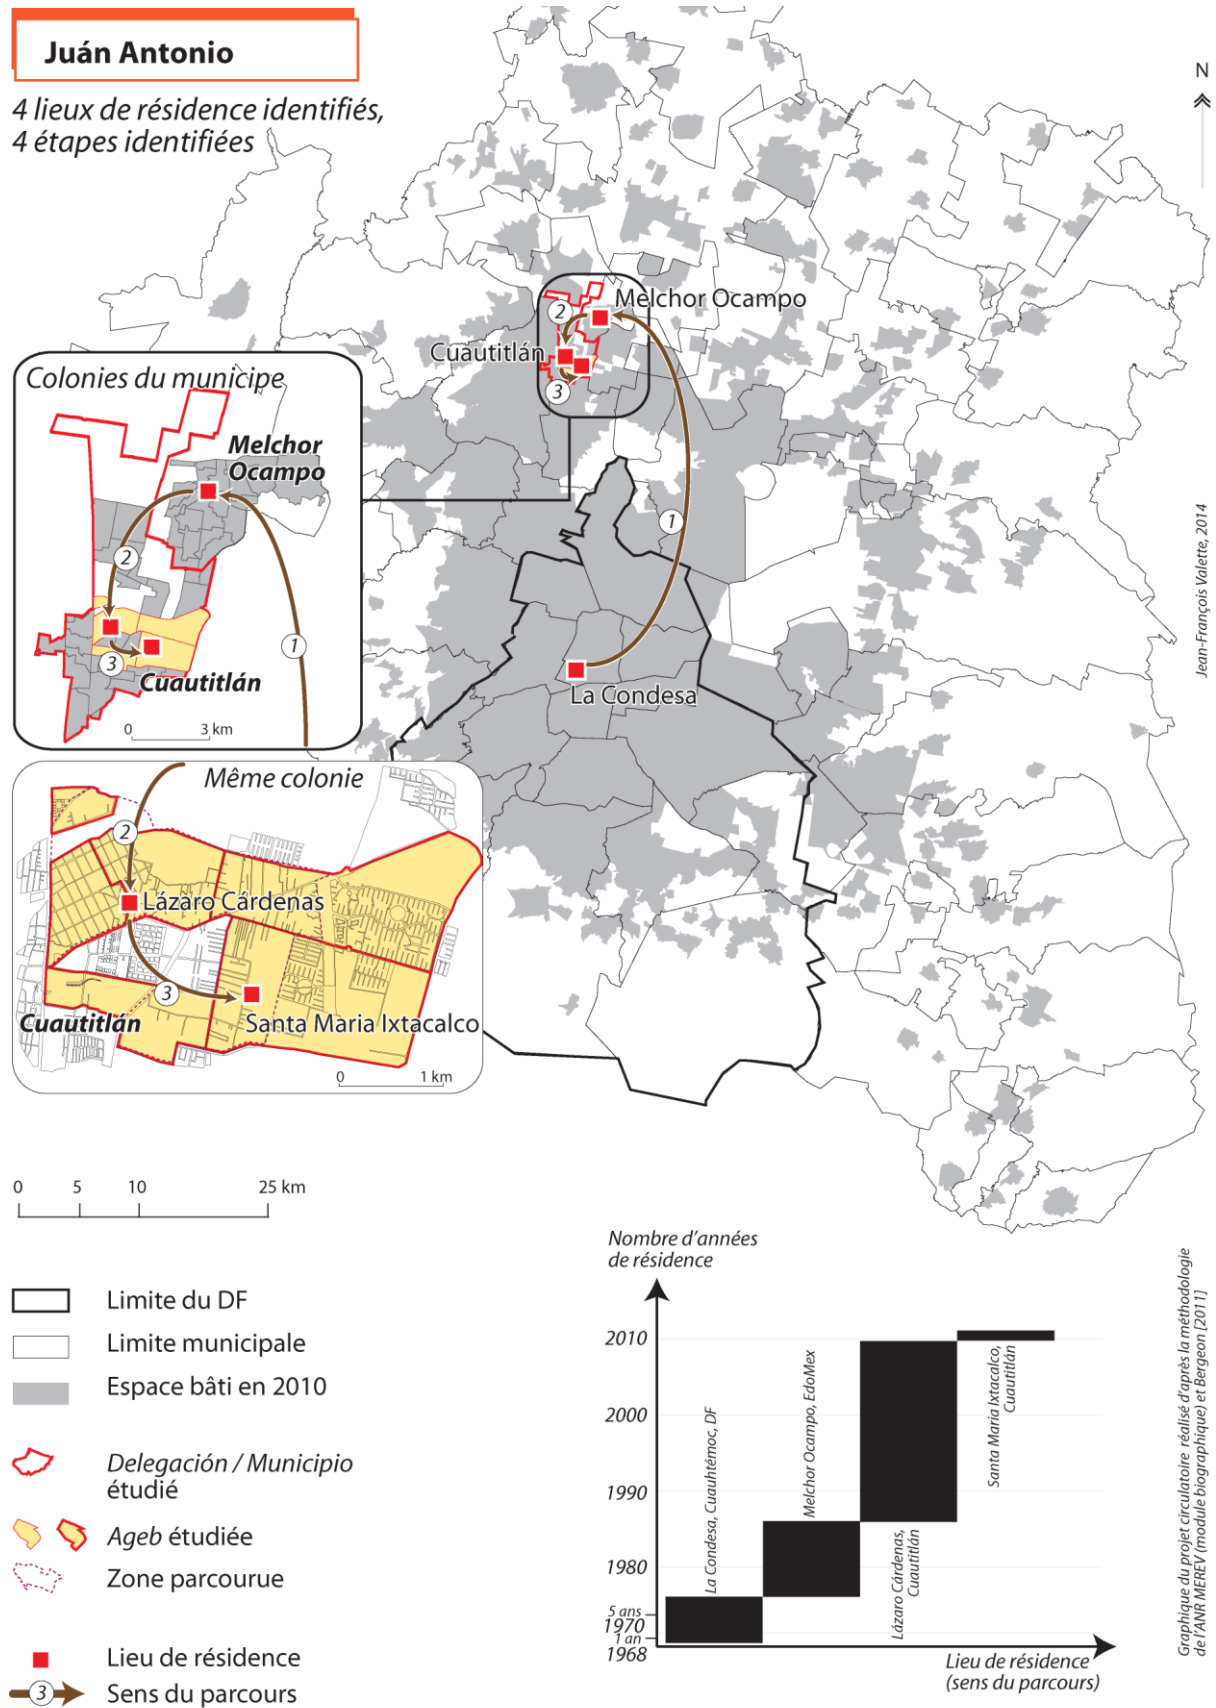 Juán Antonio
4 lieux de résidence identifiés,
4 étapes identifiées
N
Melchor Ocampo
2
Cuautitlán
3
1
La Condesa
Jean-François Valette, 2014
Colonies du municipe
Melchor
Ocampo
2
3
1
Cuautitlán
0 3 km
Même colonie
2
Lázaro Cárdenas
3
Cuautitlán
Santa Maria Ixtacalco
0 1 km
0 5 10 25 km
Limite du DF
Limite municipale
Espace bâti en 2010
Delegación / Municipio
étudié
Ageb étudiée
Zone parcourue
Lieu de résidence
3 Sens du parcours
Nombre d'années
de résidence
2010
2000
1990
1980
5 ans
1970
1 an
1968
La Condesa, Cuauhtémoc, DF
Melchor Ocampo, EdoMex
Lázaro Cárdenas,
Cuautitlán
Santa Maria Ixtacalco,
Cuautitlán
Lieu de résidence
(sens du parcours)
Graphique du projet circulatoire réalisé d'après la méthodologie
de l'ANR MEREV (module biographique) et Bergeon [2011]